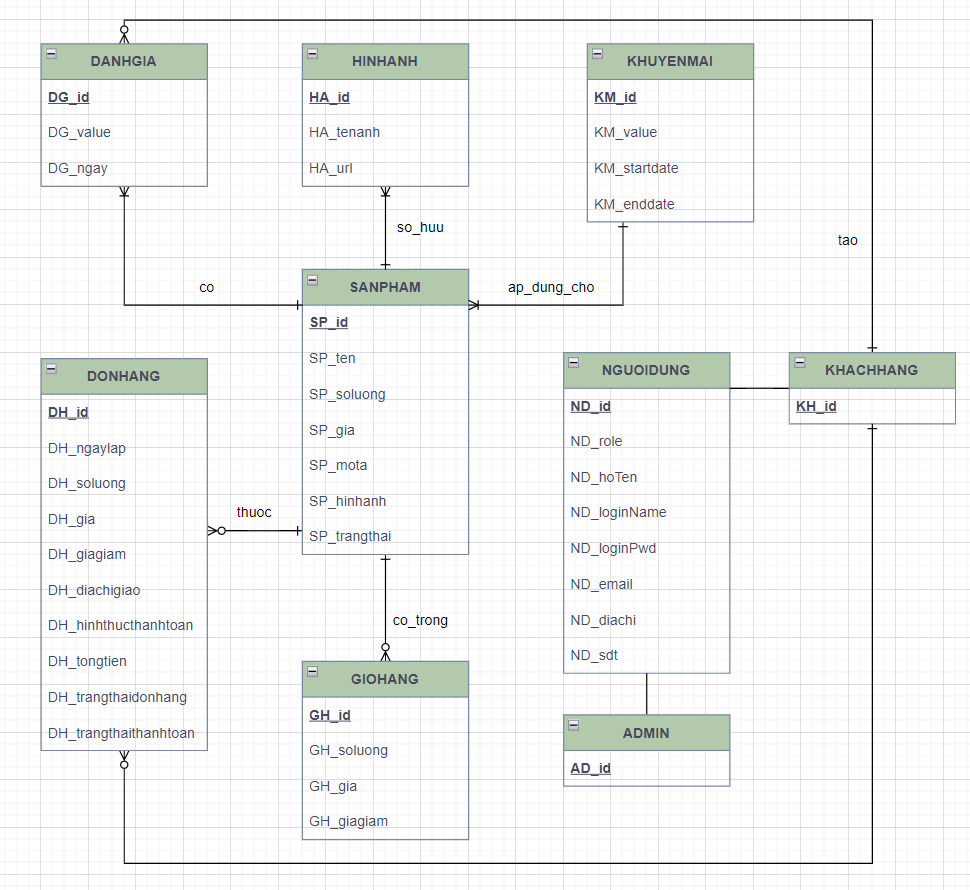 DANHGIA
DG_id
DG_value
DG_ngay
HINHANH
HA_id
HA_tenanh
HA_url
KHUYENMAI
KM_id
KM_value
KM_startdate
KM_enddate
so_huu
tao
co
ap_dung_cho
SANPHAM
SP_id
SP_ten
SP_soluong
SP_gia
SP_mota
SP_hinhanh
SP_trangthai
DONHANG
DH_id
DH_ngaylap
DH_soluong
DH_gia
DH_giagiam
DH_diachigiao
DH_hinhthucthanhtoan
DH_tongtien
DH_trangthaidonhang
DH_trangthaithanhtoan
thuoc
NGUOIDUNG
ND_id
ND_role
ND_hoTen
ND_loginName
ND_loginPwd
ND_email
ND_diachi
ND_sdt
KHACHHANG
KH_id
co_trong
GIOHANG
GH_id
GH_soluong
GH_gia
GH_giagiam
ADMIN
AD_id